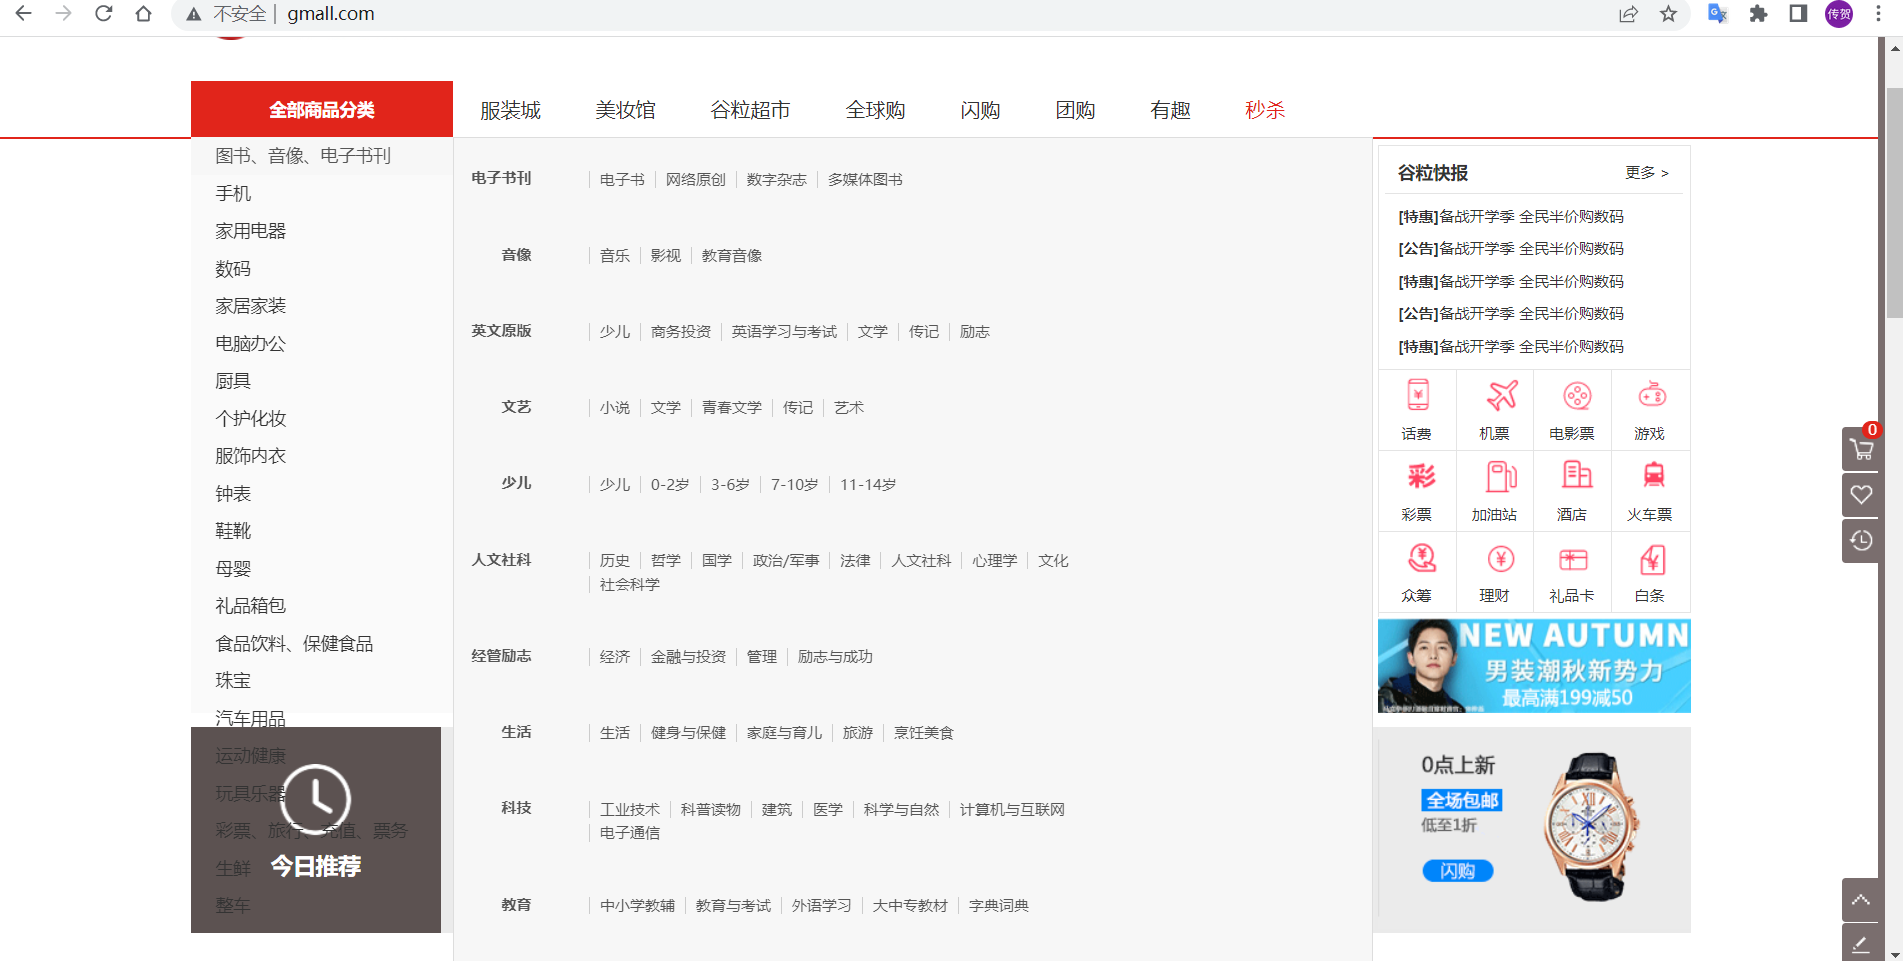 不安全 gmall.com
传贺
全部商品分类 服装城 美妆馆 谷粒超市 全球购 闪购 团购 有趣 秒杀
图书、音像、电子书刊
手机
家用电器
数码
家居家装
电脑办公
厨具
个护化妆
服饰内衣
钟表
鞋靴
母婴
礼品箱包
食品饮料、保健食品
珠宝
汽车用品
运动健康
玩具乐器
彩票、旅行、充值、票务
生鲜
整车
今日推荐
电子书刊 电子书 网络原创 数字杂志 多媒体图书
音像 音乐 影视 教育音像
英文原版 少儿 商务投资 英语学习与考试 文学 传记 励志
文艺 小说 文学 青春文学 传记 艺术
少儿 少儿 0-2岁 3-6岁 7-10岁 11-14岁
人文社科 历史 哲学 国学 政治/军事 法律 人文社科 心理学 文化
社会科学
经管励志 经济 金融与投资 管理 励志与成功
生活 生活 健身与保健 家庭与育儿 旅游 烹饪美食
科技 工业技术 科普读物 建筑 医学 科学与自然 计算机与互联网
电子通信
教育 中小学教辅 教育与考试 外语学习 大中专教材 字典词典
谷粒快报 更多 >
[特惠]备战开学季 全民半价购数码
[公告]备战开学季 全民半价购数码
[特惠]备战开学季 全民半价购数码
[公告]备战开学季 全民半价购数码
[特惠]备战开学季 全民半价购数码
话费 机票 电影票 游戏
彩
彩票 加油站 酒店 火车票
众筹 理财 礼品卡 白条
NEW AUTUMN
男装潮秋新势力
最高满199减50
0点上新
全场包邮
低至1折
闪购
0